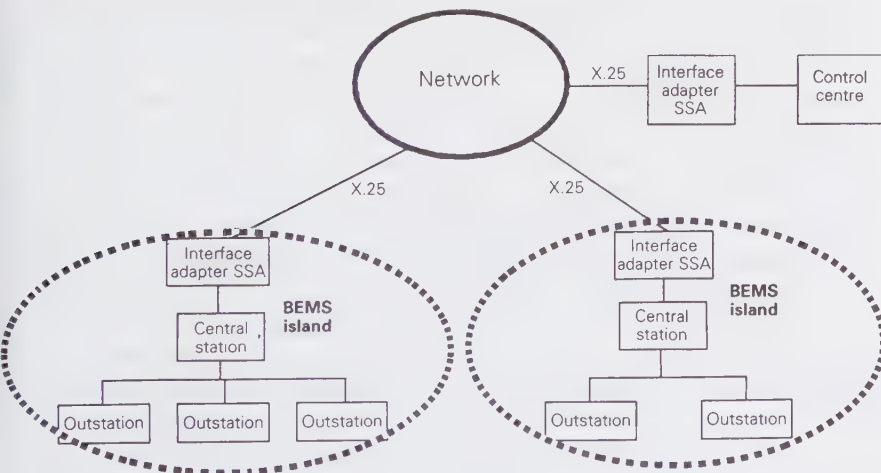 Network
X.25
Interface
adapter
SSA
Control
centre
X.25
X.25
Interface
adapter SSA
BEMS
island
Central
station
Outstation
Outstation
Outstation
Interface
adapter SSA
BEMS
island
Central
station
Outstation
Outstation